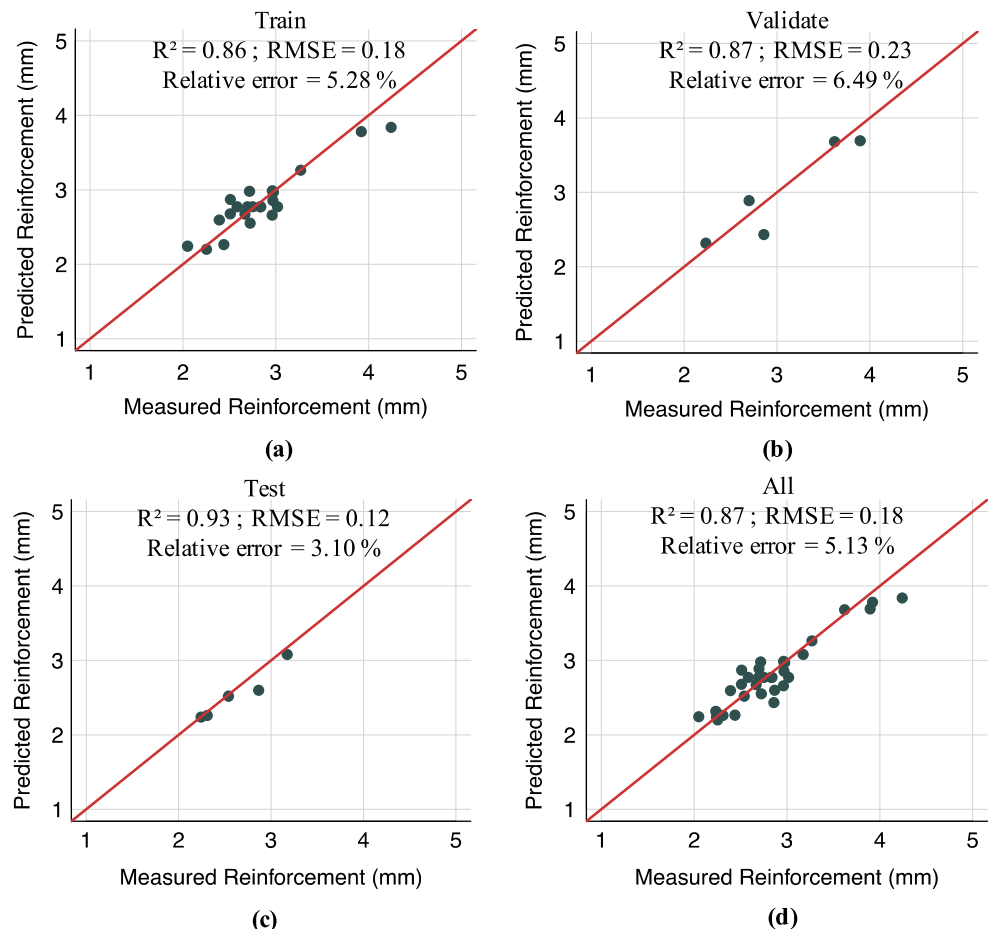 Train
R² = 0.86 ; RMSE = 0.18
Relative error = 5.28 %
Predicted Reinforcement (mm)
5
4
3
2
1
1 2 3 4 5
Measured Reinforcement (mm)
(a)
Validate
R² = 0.87 ; RMSE = 0.23
Relative error = 6.49 %
Predicted Reinforcement (mm)
5
4
3
2
1
1 2 3 4 5
Measured Reinforcement (mm)
(b)
Test
R² = 0.93 ; RMSE = 0.12
Relative error = 3.10 %
Predicted Reinforcement (mm)
5
4
3
2
1
1 2 3 4 5
Measured Reinforcement (mm)
(c)
All
R² = 0.87 ; RMSE = 0.18
Relative error = 5.13 %
Predicted Reinforcement (mm)
5
4
3
2
1
1 2 3 4 5
Measured Reinforcement (mm)
(d)